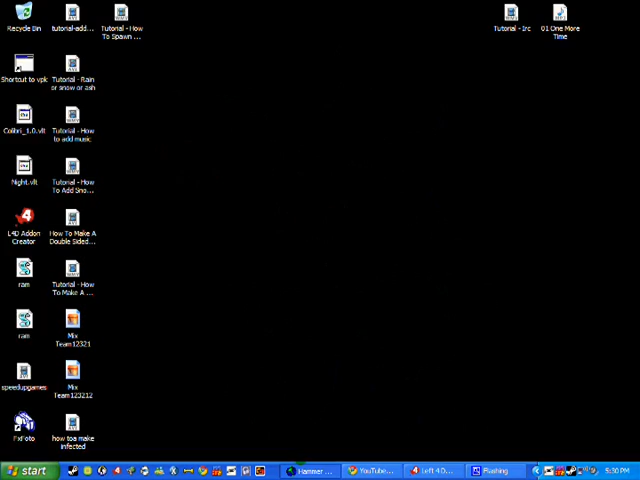 Recycle Bin
tutorial-add...
Tutorial - How
To Spawn ...
Tutorial - Irc
01 One More
Time
Shortcut to vpk
Tutorial - Rain
or snow or ash
Colibri_1.0.vlt
Tutorial - How
to add music
Night.vlt
Tutorial - How
To Add Sno...
L4D Addon
Creator
How To Make A
Double Sided...
ram
Tutorial - How
To Make A ...
ram
Mix
Team12321
speedupgames
Mix
Team123212
FxFoto
how toa make
infected
start
Hammer ...
YouTube...
Left 4 D...
Flashing
5:30 PM